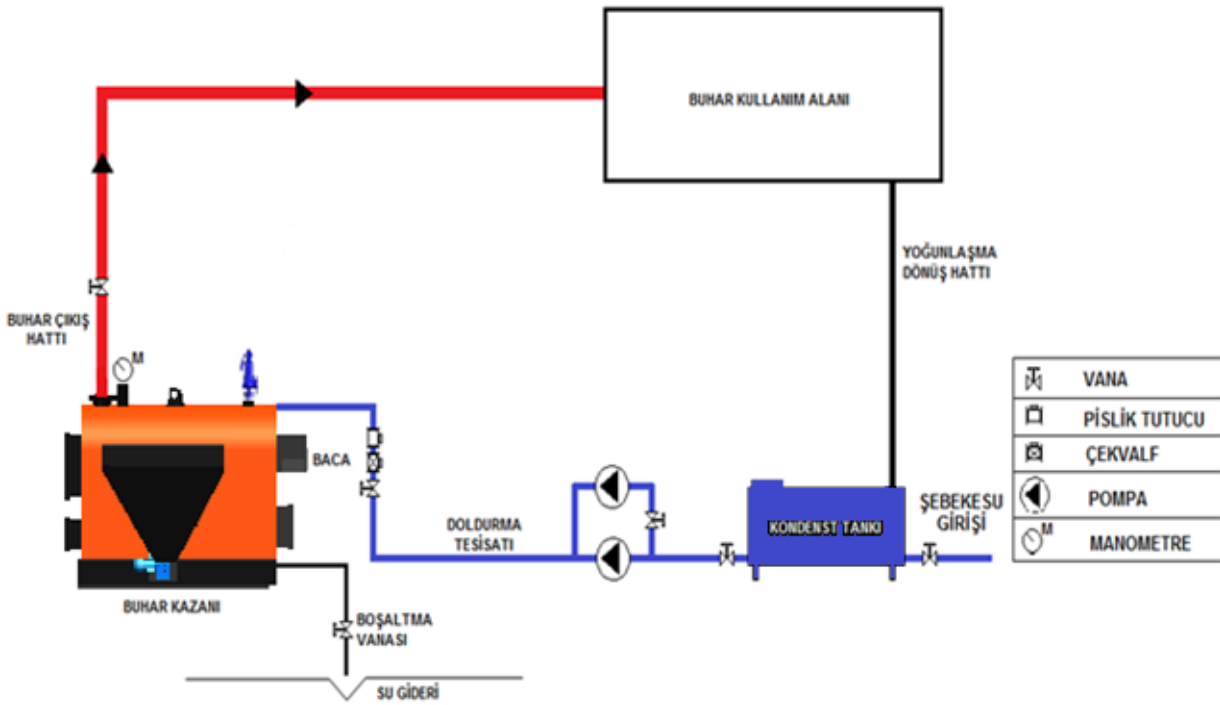 BUHAR KULLANIM ALANI
YOĞUNLAŞMA
DÖNÜŞ HATTI
BUHAR ÇIKIŞ
HATTI
M
BACA
DOLDURMA
TESİSATI
KONDENST TANKI
ŞEBEKESU
GİRİŞİ
BUHAR KAZANI
BOŞALTMA
VANASI
SU GİDERİ
VANA
PİSLİK TUTUCU
ÇEKVALF
POMPA
M
MANOMETRE